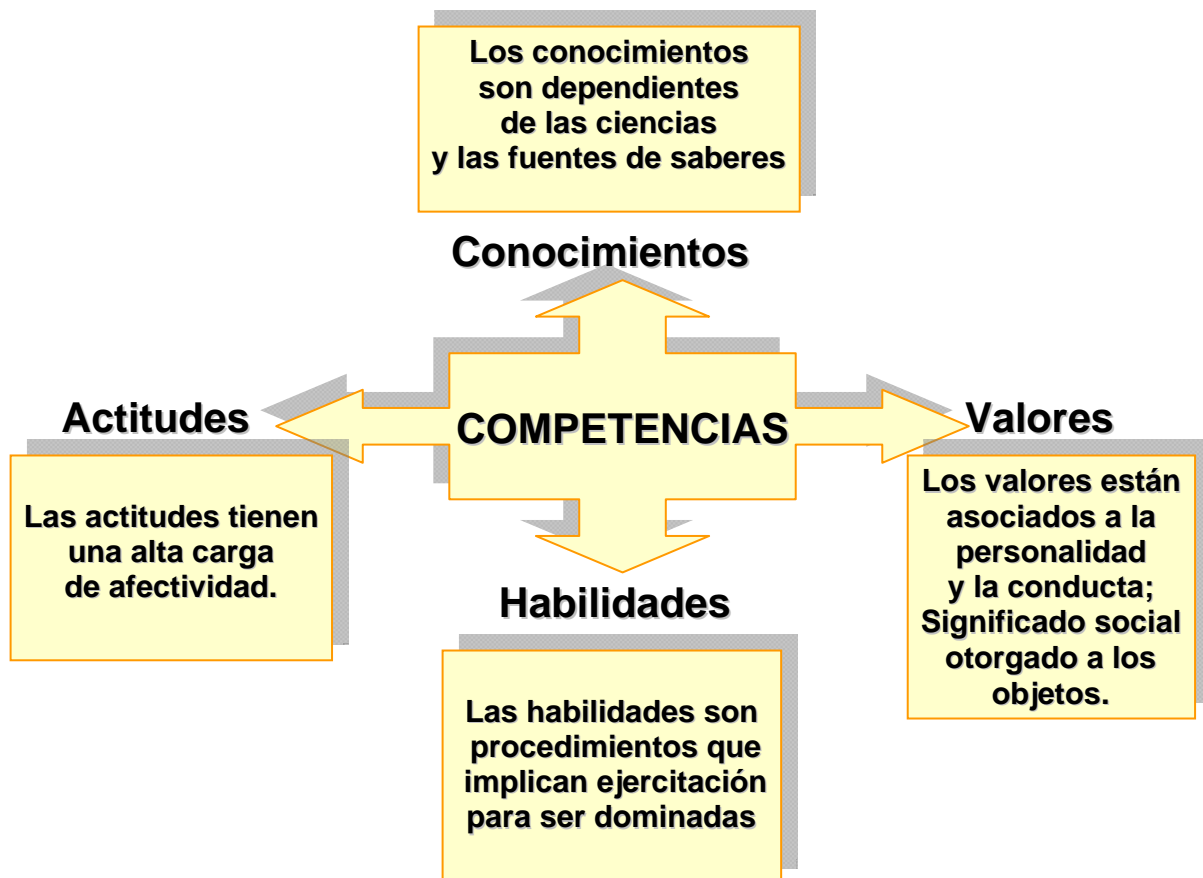 Los conocimientos
son dependientes
de las ciencias
y las fuentes de saberes
Conocimientos
Actitudes
COMPETENCIAS
Valores
Las actitudes tienen
una alta carga
de afectividad.
Los valores están
asociados a la
personalidad
y la conducta;
Significado social
otorgado a los
objetos.
Habilidades
Las habilidades son
procedimientos que
implican ejercitación
para ser dominadas